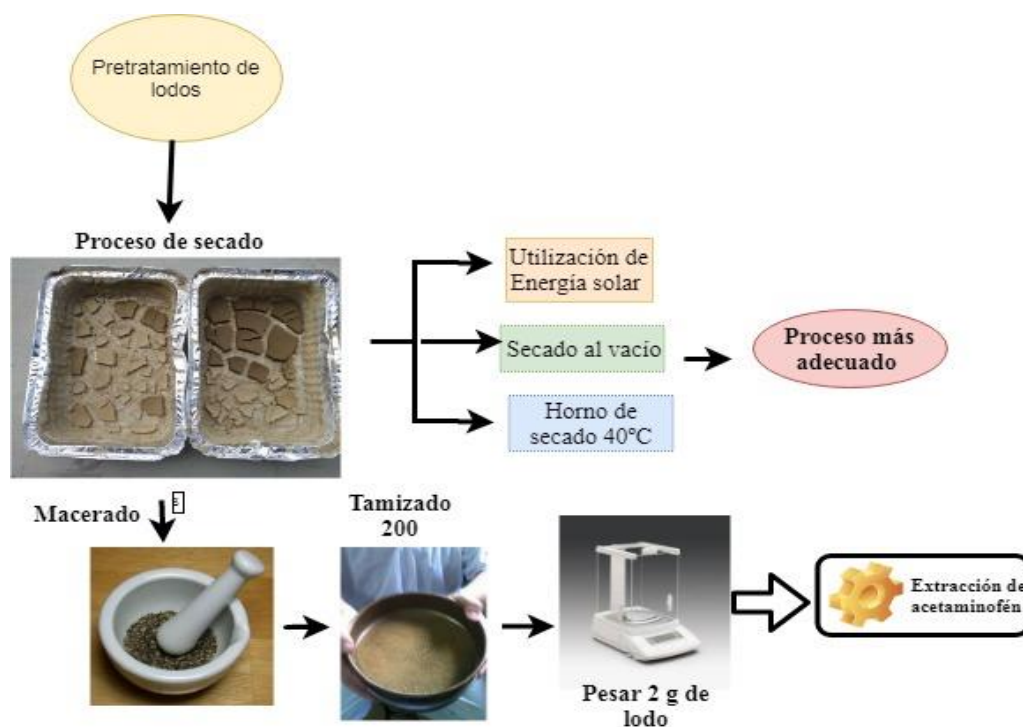 Pretratamiento de
lodos
Proceso de secado
Utilización de
Energía solar
Secado al vacío
Proceso más
adecuado
Horno de
secado 40°C
Macerado
Tamizado
200
Pesar 2 g de
lodo
Extracción de
acetaminofén